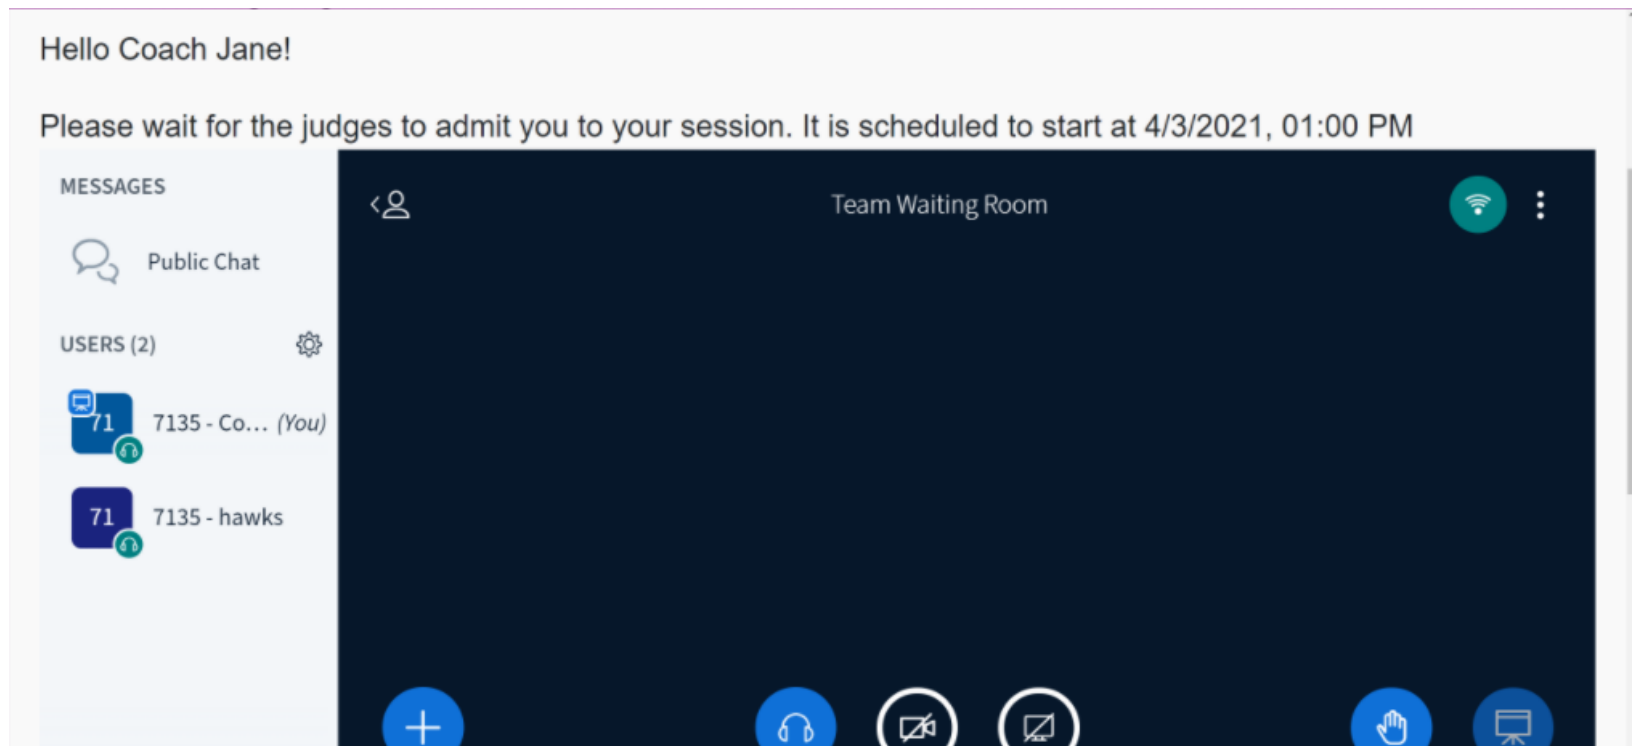 Hello Coach Jane!
Please wait for the judges to admit you to your session. It is scheduled to start at 4/3/2021, 01:00 PM
MESSAGES
Team Waiting Room
Public Chat
USERS (2)
71 7135 - Co... (You)
71 7135 - hawks